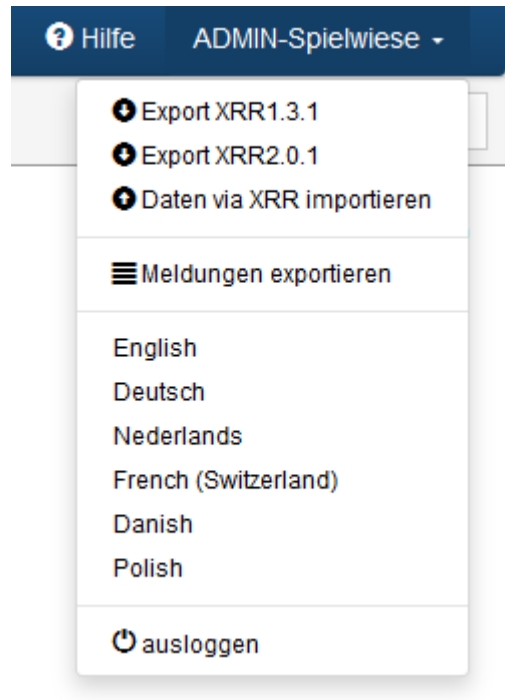 Hilfe ADMIN-Spielwiese
Export XRR1.3.1
Export XRR2.0.1
Daten via XRR importieren
Meldungen exportieren
English
Deutsch
Nederlands
French (Switzerland)
Danish
Polish
ausloggen